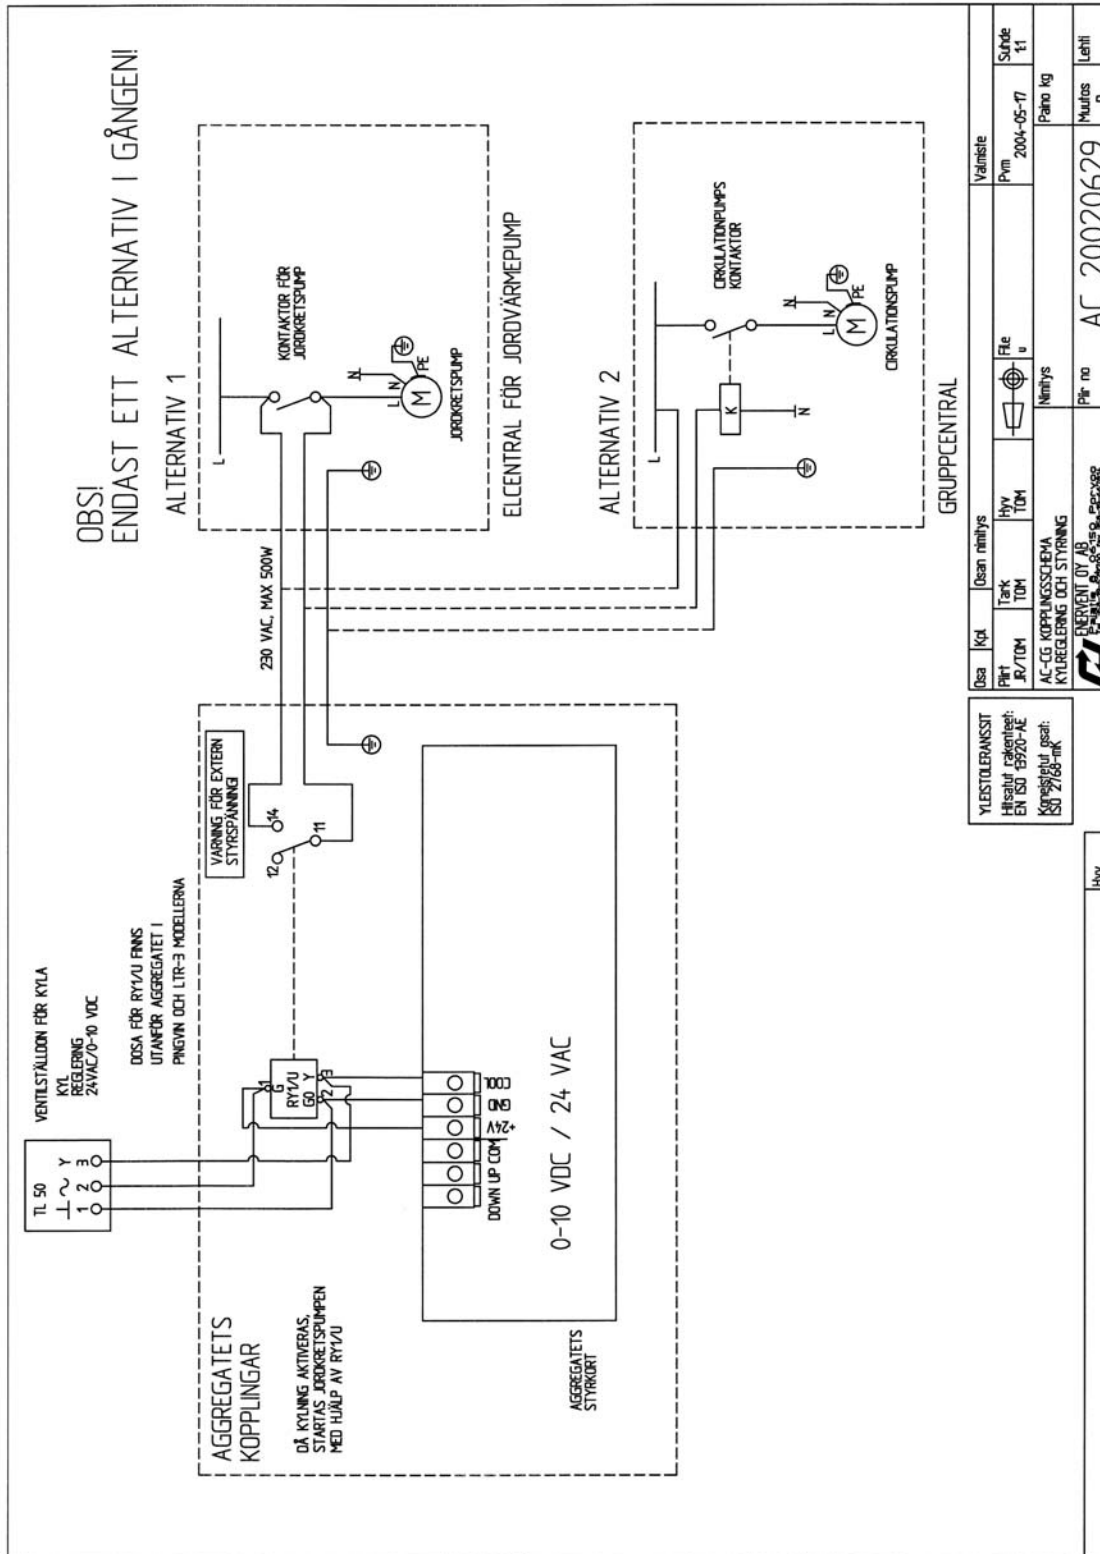 OBS!
ENDAST ETT ALTERNATIV I GÅNGEN!
VENTILSTÄLLDON FÖR KYLA
KYL
REGLERING
24VAC/0-10 VDC
TL 50
Y
1 2 3
DOSA FÖR RY1/U FINNS
UTANFÖR AGGREGATET I
PINGVIN OCH LTR-3 MODELLERNA
AGGREGATETS
KOPPLINGAR
DÅ KYLNING AKTIVERAS,
STARTAS JORDKRETSPUMPEN
MED HJÄLP AV RY1/U
1
G
RY1/U
G0 Y
2 3
VARNING FÖR EXTERN
STYRSPÄNNING!
12 14
11
DOWN UP COM +24V GND COOL
0-10 VDC / 24 VAC
AGGREGATETS
STYRKORT
230 VAC, MAX 500W
ALTERNATIV 1
L
KONTAKTOR FÖR
JORDKRETSPUMP
N
L N
M
PE
JORDKRETSPUMP
ELCENTRAL FÖR JORDVÄRMEPUMP
ALTERNATIV 2
L
CIRKULATIONPUMPS
KONTAKTOR
K
N
N
L N
M
PE
CIRKULATIONSPUMP
GRUPPCENTRAL
YLEISTOLERANSSIT
Hitsatut rakenteet:
EN ISO 13920-AE
Koneistetut osat:
ISO 2768-mK
Osa Kpl Osan nimitys Valmiste
Piirt JR/TOM
Tark TOM
Hyv TOM
File u
Pvm 2004-05-17
Suhde 1:1
AC-CG KOPPLINGSSCHEMA
KYLREGLERING OCH STYRNING
Nimitys
Paino kg
ENERVENT OY AB
Piir no AC 20020629
Muutos
Lehti
Hyv